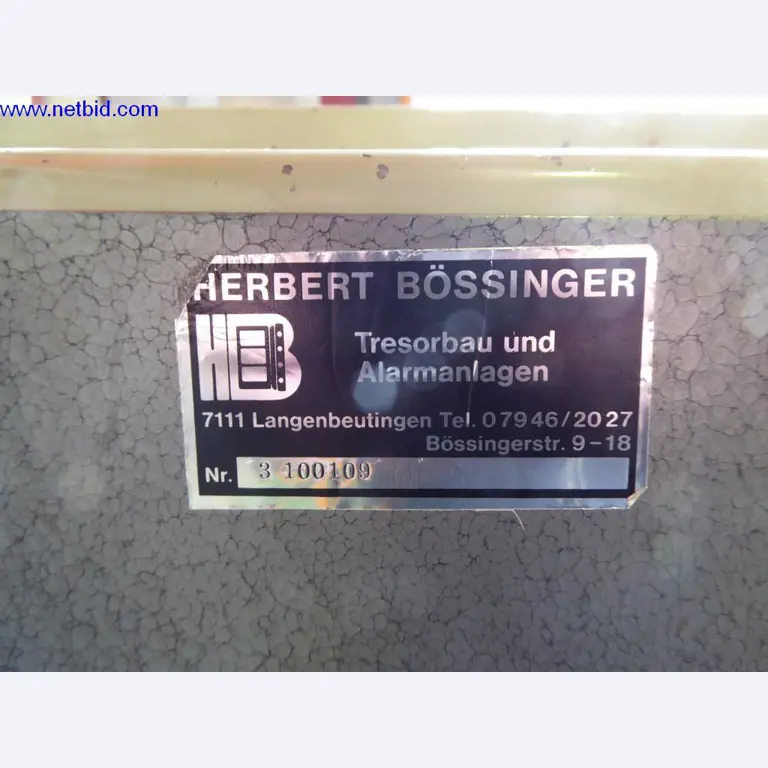 www.netbid.com
HERBERT BÖSSINGER
HEB
Tresorbau und
Alarmanlagen
7111 Langenbeutingen Tel. 07946/2027
Bössingerstr. 9-18
Nr. 3 100109